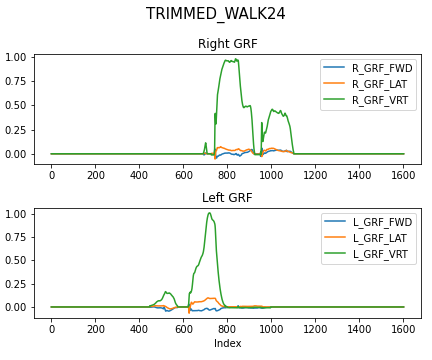 TRIMMED_WALK24
Right GRF
1.00
0.75
0.50
0.25
0.00
R_GRF_FWD
R_GRF_LAT
R_GRF_VRT
0 200 400 600 800 1000 1200 1400 1600
Left GRF
1.00
0.75
0.50
0.25
0.00
L_GRF_FWD
L_GRF_LAT
L_GRF_VRT
0 200 400 600 800 1000 1200 1400 1600
Index